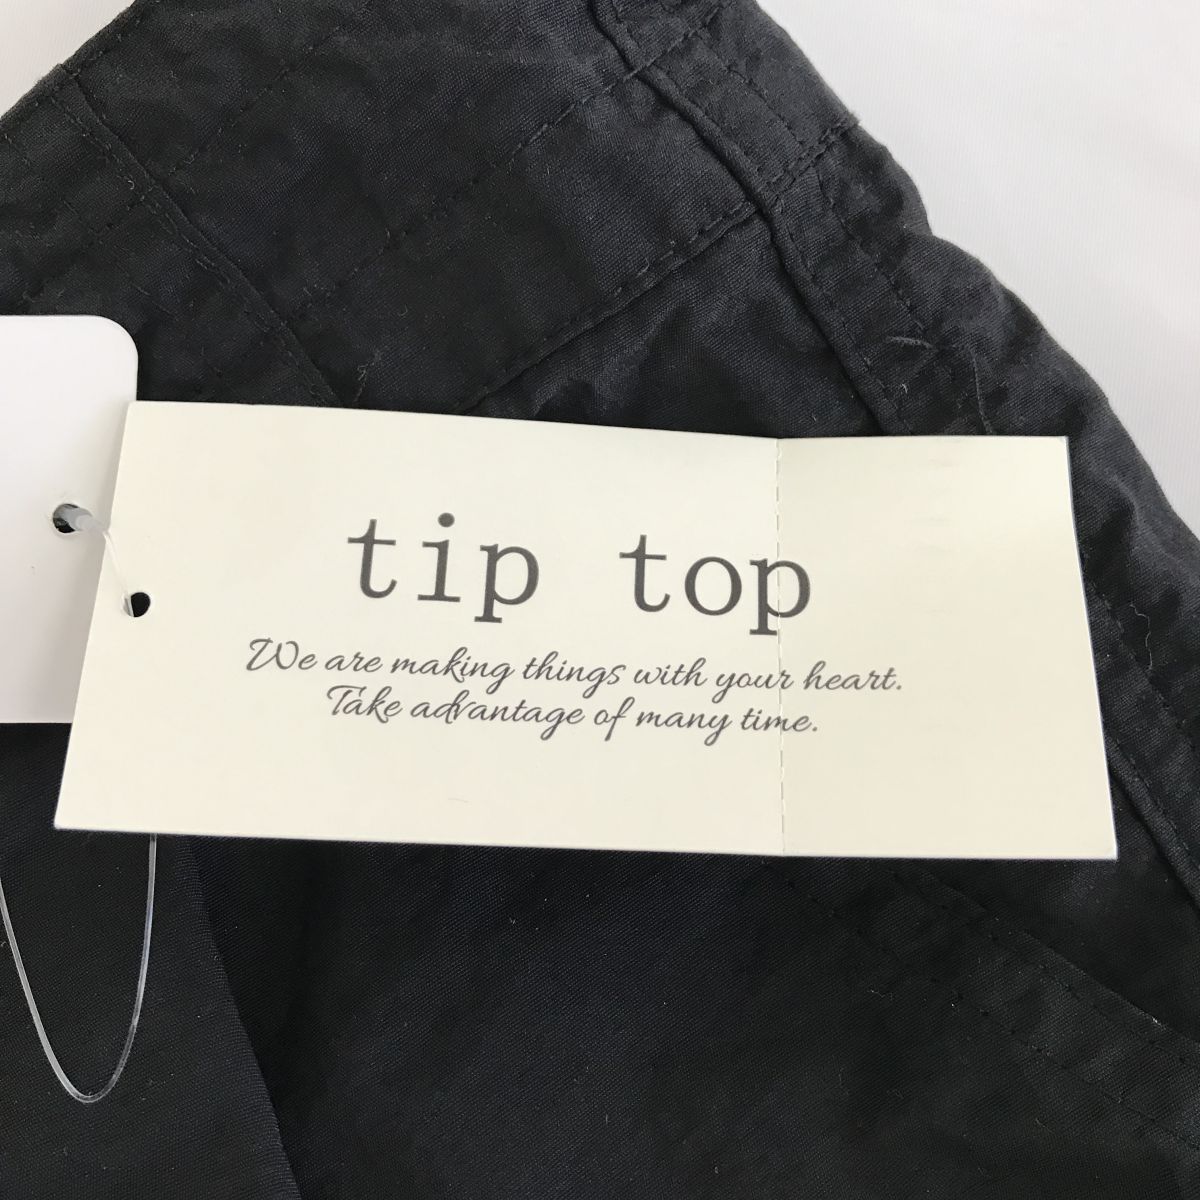 tip top
We are making things with your heart.
Take advantage of many time.